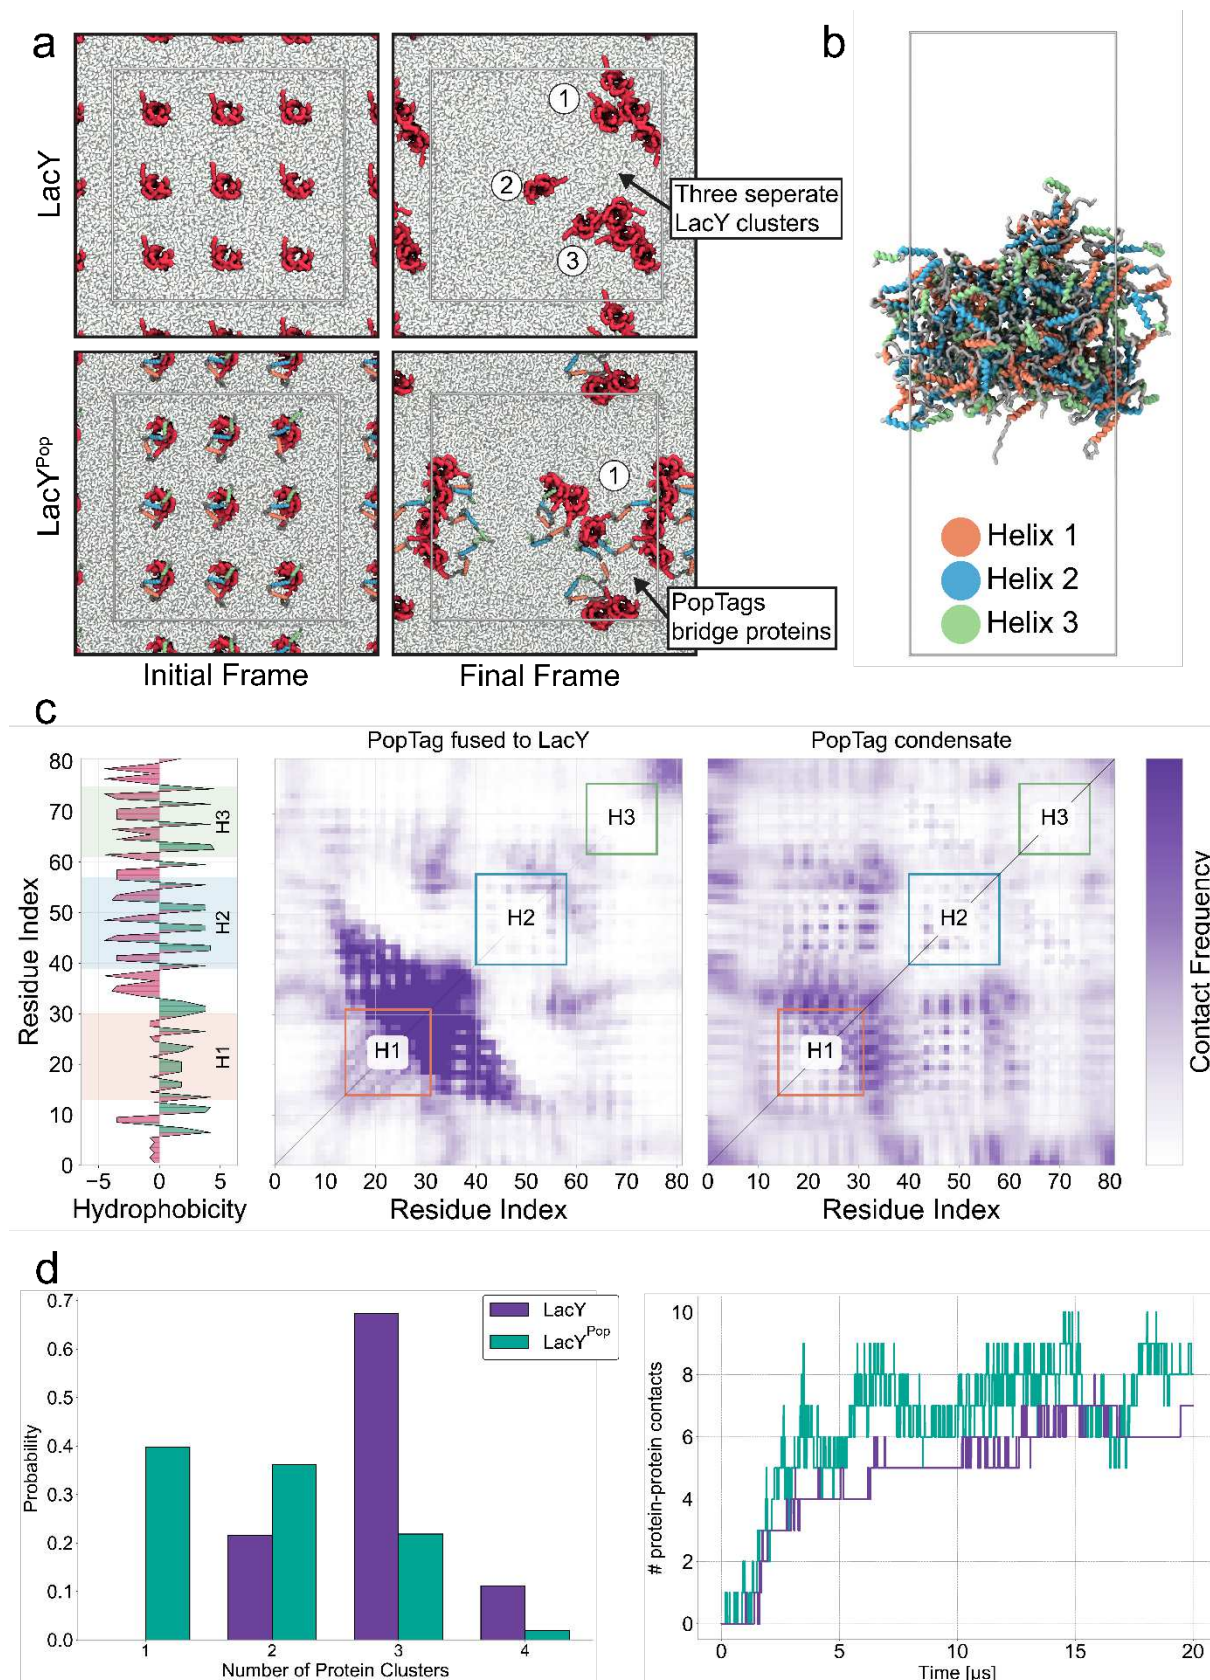 a
LacY
1
2
3
Three seperate
LacY clusters
LacY^Pop
1
PopTags
bridge proteins
Initial Frame
Final Frame
b
Helix 1
Helix 2
Helix 3
c
PopTag fused to LacY
PopTag condensate
Residue Index
80
70
60
50
40
30
20
10
0
H3
H2
H1
−5 0 5
Hydrophobicity
H3
H2
H1
0 10 20 30 40 50 60 70 80
Residue Index
H3
H2
H1
0 10 20 30 40 50 60 70 80
Residue Index
Contact Frequency
d
Probability
0.7
0.6
0.5
0.4
0.3
0.2
0.1
0.0
LacY
LacY^Pop
1 2 3 4
Number of Protein Clusters
# protein-protein contacts
10
8
6
4
2
0
0 5 10 15 20
Time [µs]